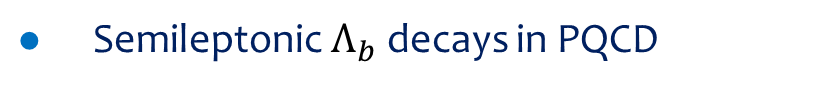 • Semileptonic Λ_b decays in PQCD